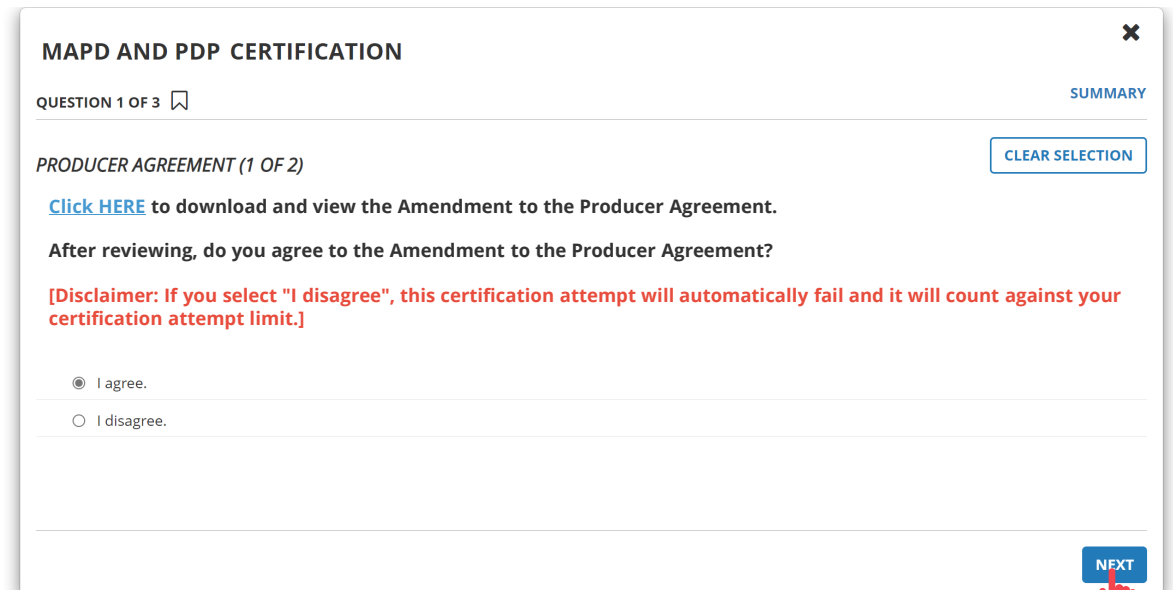 MAPD AND PDP CERTIFICATION
QUESTION 1 OF 3
SUMMARY
PRODUCER AGREEMENT (1 OF 2)
CLEAR SELECTION
Click HERE to download and view the Amendment to the Producer Agreement.
After reviewing, do you agree to the Amendment to the Producer Agreement?
[Disclaimer: If you select "I disagree", this certification attempt will automatically fail and it will count against your
certification attempt limit.]
I agree.
I disagree.
NEXT